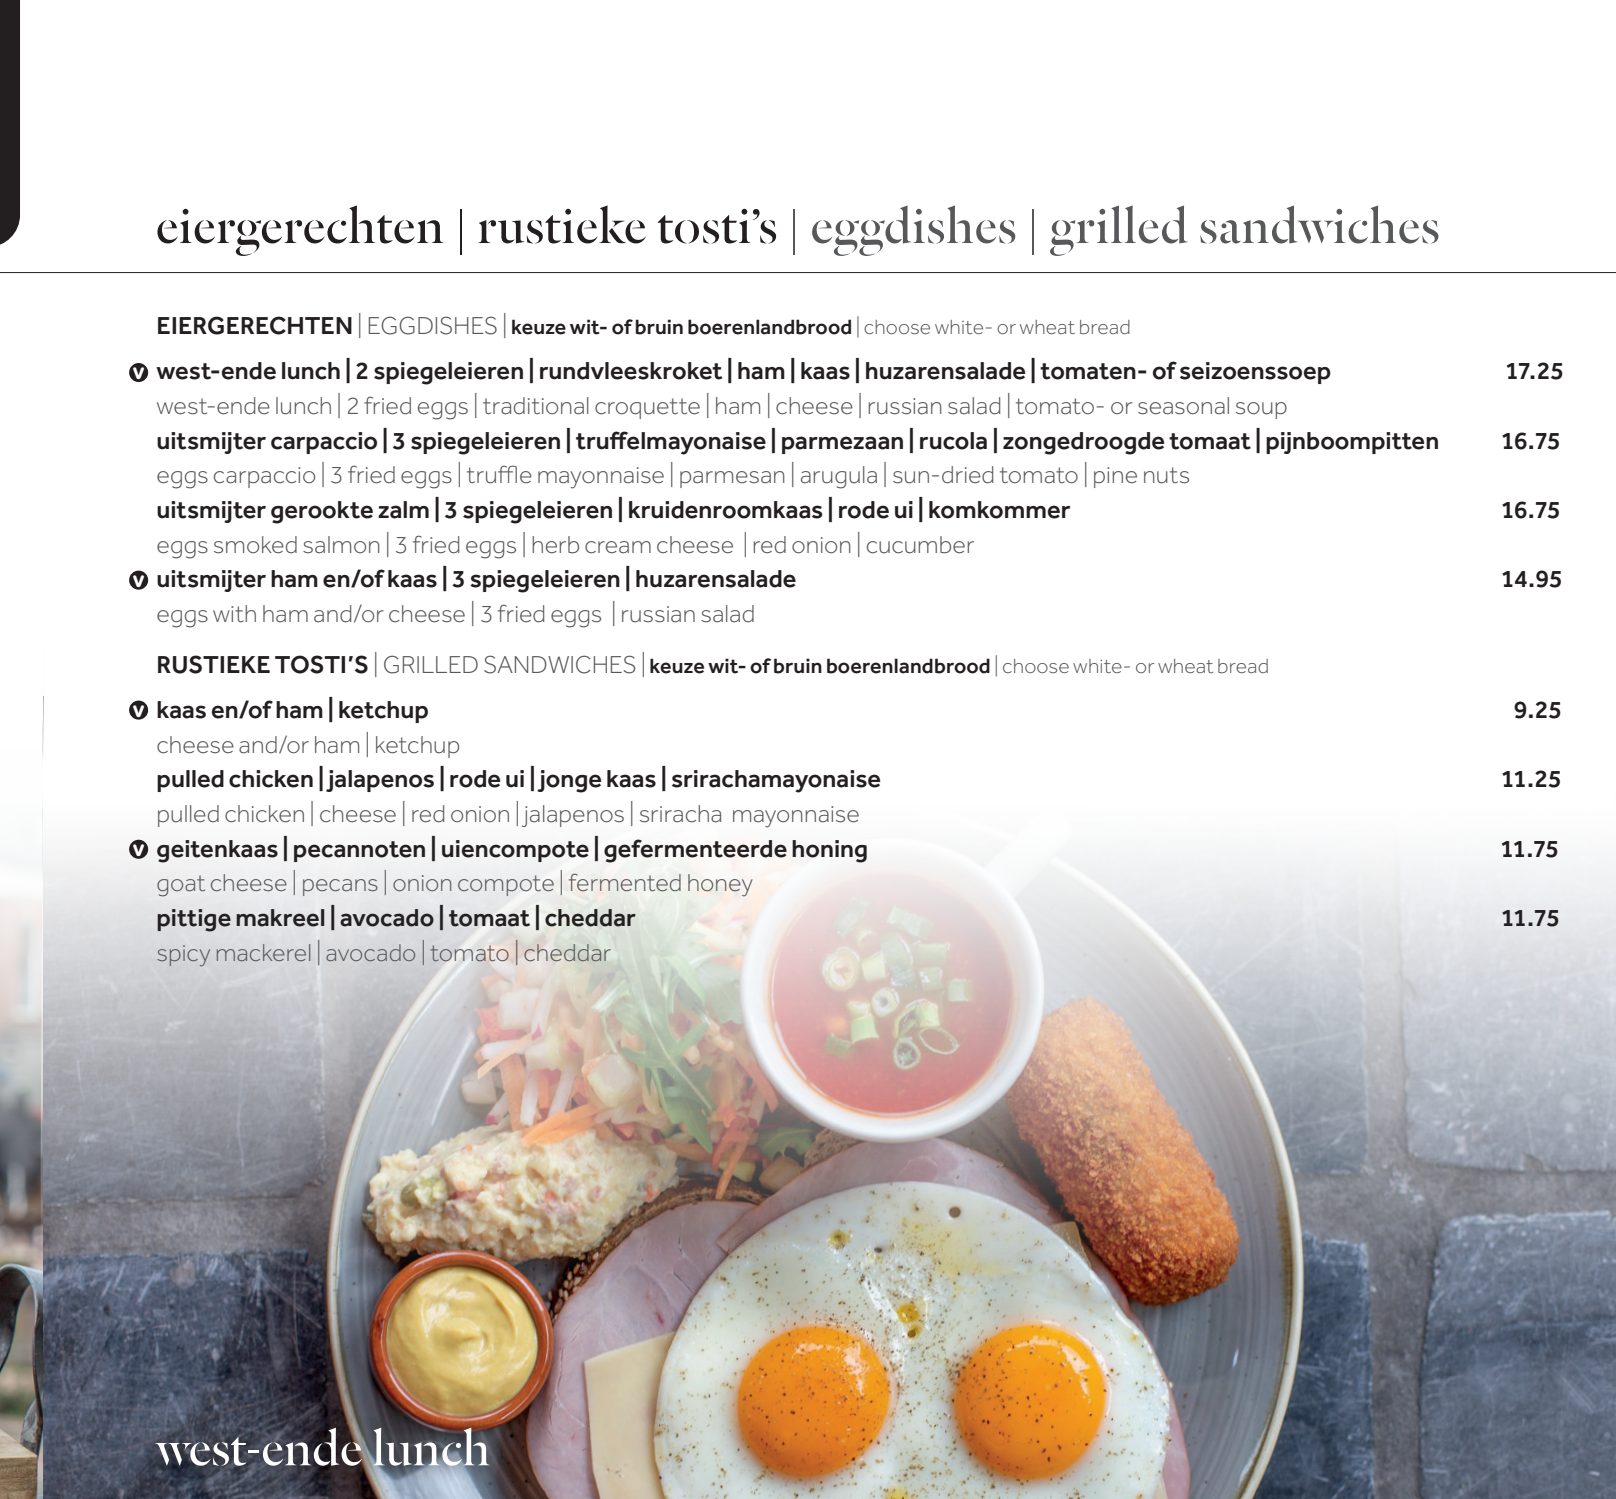 eiergerechten | rustieke tosti's | eggdishes | grilled sandwiches
EIERGERECHTEN | EGGDISHES | keuze wit- of bruin boerenlandbrood | choose white- or wheat bread
V west-ende lunch | 2 spiegeleieren | rundvleeskroket | ham | kaas | huzarensalade | tomaten- of seizoenssoep 17.25
west-ende lunch | 2 fried eggs | traditional croquette | ham | cheese | russian salad | tomato- or seasonal soup
uitsmijter carpaccio | 3 spiegeleieren | truffelmayonaise | parmezaan | rucola | zongedroogde tomaat | pijnboompitten 16.75
eggs carpaccio | 3 fried eggs | truffle mayonnaise | parmesan | arugula | sun-dried tomato | pine nuts
uitsmijter gerookte zalm | 3 spiegeleieren | kruidenroomkaas | rode ui | komkommer 16.75
eggs smoked salmon | 3 fried eggs | herb cream cheese | red onion | cucumber
V uitsmijter ham en/of kaas | 3 spiegeleieren | huzarensalade 14.95
eggs with ham and/or cheese | 3 fried eggs | russian salad
RUSTIEKE TOSTI'S | GRILLED SANDWICHES | keuze wit- of bruin boerenlandbrood | choose white- or wheat bread
V kaas en/of ham | ketchup 9.25
cheese and/or ham | ketchup
pulled chicken | jalapenos | rode ui | jonge kaas | srirachamayonaise 11.25
pulled chicken | cheese | red onion | jalapenos | sriracha mayonnaise
V geitenkaas | pecannoten | uiencompote | gefermenteerde honing 11.75
goat cheese | pecans | onion compote | fermented honey
pittige makreel | avocado | tomaat | cheddar 11.75
spicy mackerel | avocado | tomato | cheddar
west-ende lunch